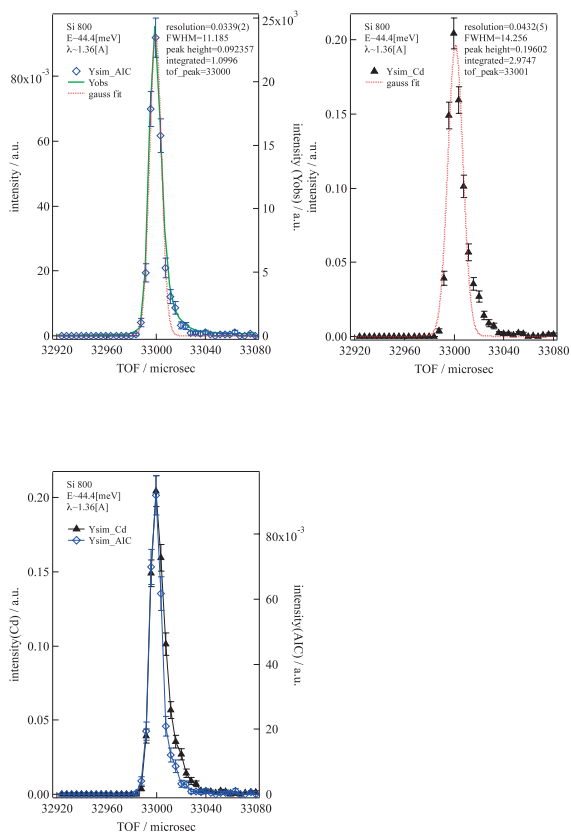 Si 800
E~44.4[meV]
λ~1.36[A]
resolution=0.0339(2)
FWHM=11.185
peak height=0.092357
integrated=1.0996
tof_peak=33000
Ysim_AIC
Yobs
gauss fit
80x10-3
60
40
20
0
intensity / a.u.
25x103
20
15
10
5
0
intensity (Yobs) / a.u.
32920
32960
33000
33040
33080
TOF / microsec
Si 800
E~44.4[meV]
λ~1.36[A]
resolution=0.0432(5)
FWHM=14.256
peak height=0.19602
integrated=2.9747
tof_peak=33001
Ysim_Cd
gauss fit
0.20
0.15
0.10
0.05
0.00
intensity / a.u.
32920
32960
33000
33040
33080
TOF / microsec
Si 800
E~44.4[meV]
λ~1.36[A]
Ysim_Cd
Ysim_AIC
0.20
0.15
0.10
0.05
0.00
intensity(Cd) / a.u.
80x10-3
60
40
20
0
intensity(AIC) / a.u.
32920
32960
33000
33040
33080
TOF / microsec